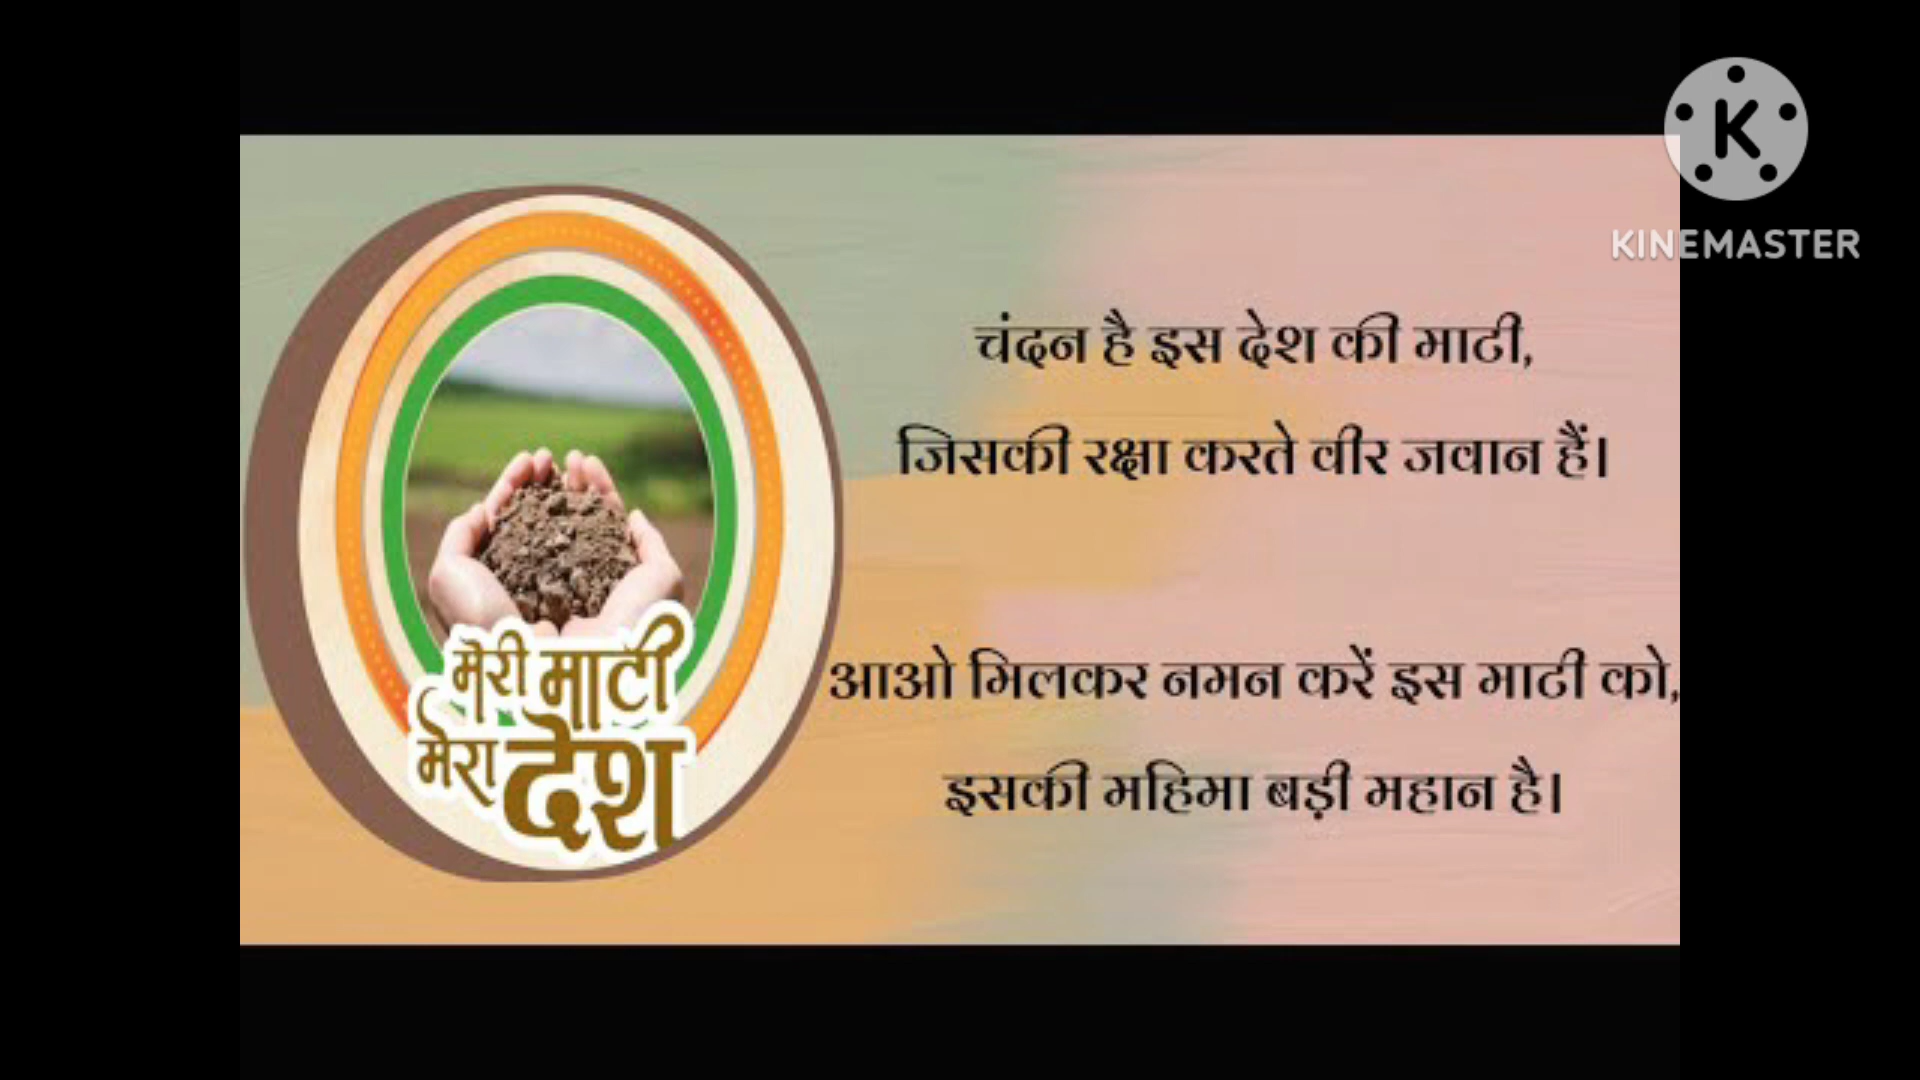 चंदन है इस देश की माटी,
जिसकी रक्षा करते वीर जवान हैं।
आओ मिलकर नमन करें इस माटी को,
इसकी महिमा बड़ी महान है।
मेरी माटी
मेरा देश
K
KINEMASTER